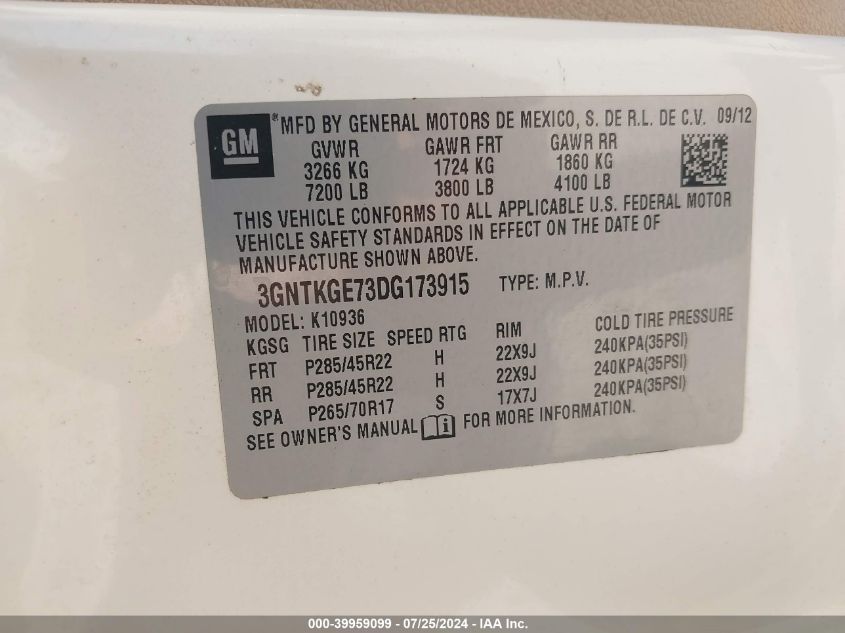 GM ® MFD BY GENERAL MOTORS DE MEXICO, S. DE R.L. DE C.V. 09/12
GVWR GAWR FRT GAWR RR
3266 KG 1724 KG 1860 KG
7200 LB 3800 LB 4100 LB
THIS VEHICLE CONFORMS TO ALL APPLICABLE U.S. FEDERAL MOTOR
VEHICLE SAFETY STANDARDS IN EFFECT ON THE DATE OF
MANUFACTURE SHOWN ABOVE.
3GNTKGE73DG173915 TYPE: M.P.V.
MODEL: K10936
KGSG TIRE SIZE SPEED RTG RIM COLD TIRE PRESSURE
FRT P285/45R22 H 22X9J 240KPA(35PSI)
RR P285/45R22 H 22X9J 240KPA(35PSI)
SPA P265/70R17 S 17X7J 240KPA(35PSI)
SEE OWNER'S MANUAL FOR MORE INFORMATION.
000-39959099 / 07/25/2024 - IAA Inc.